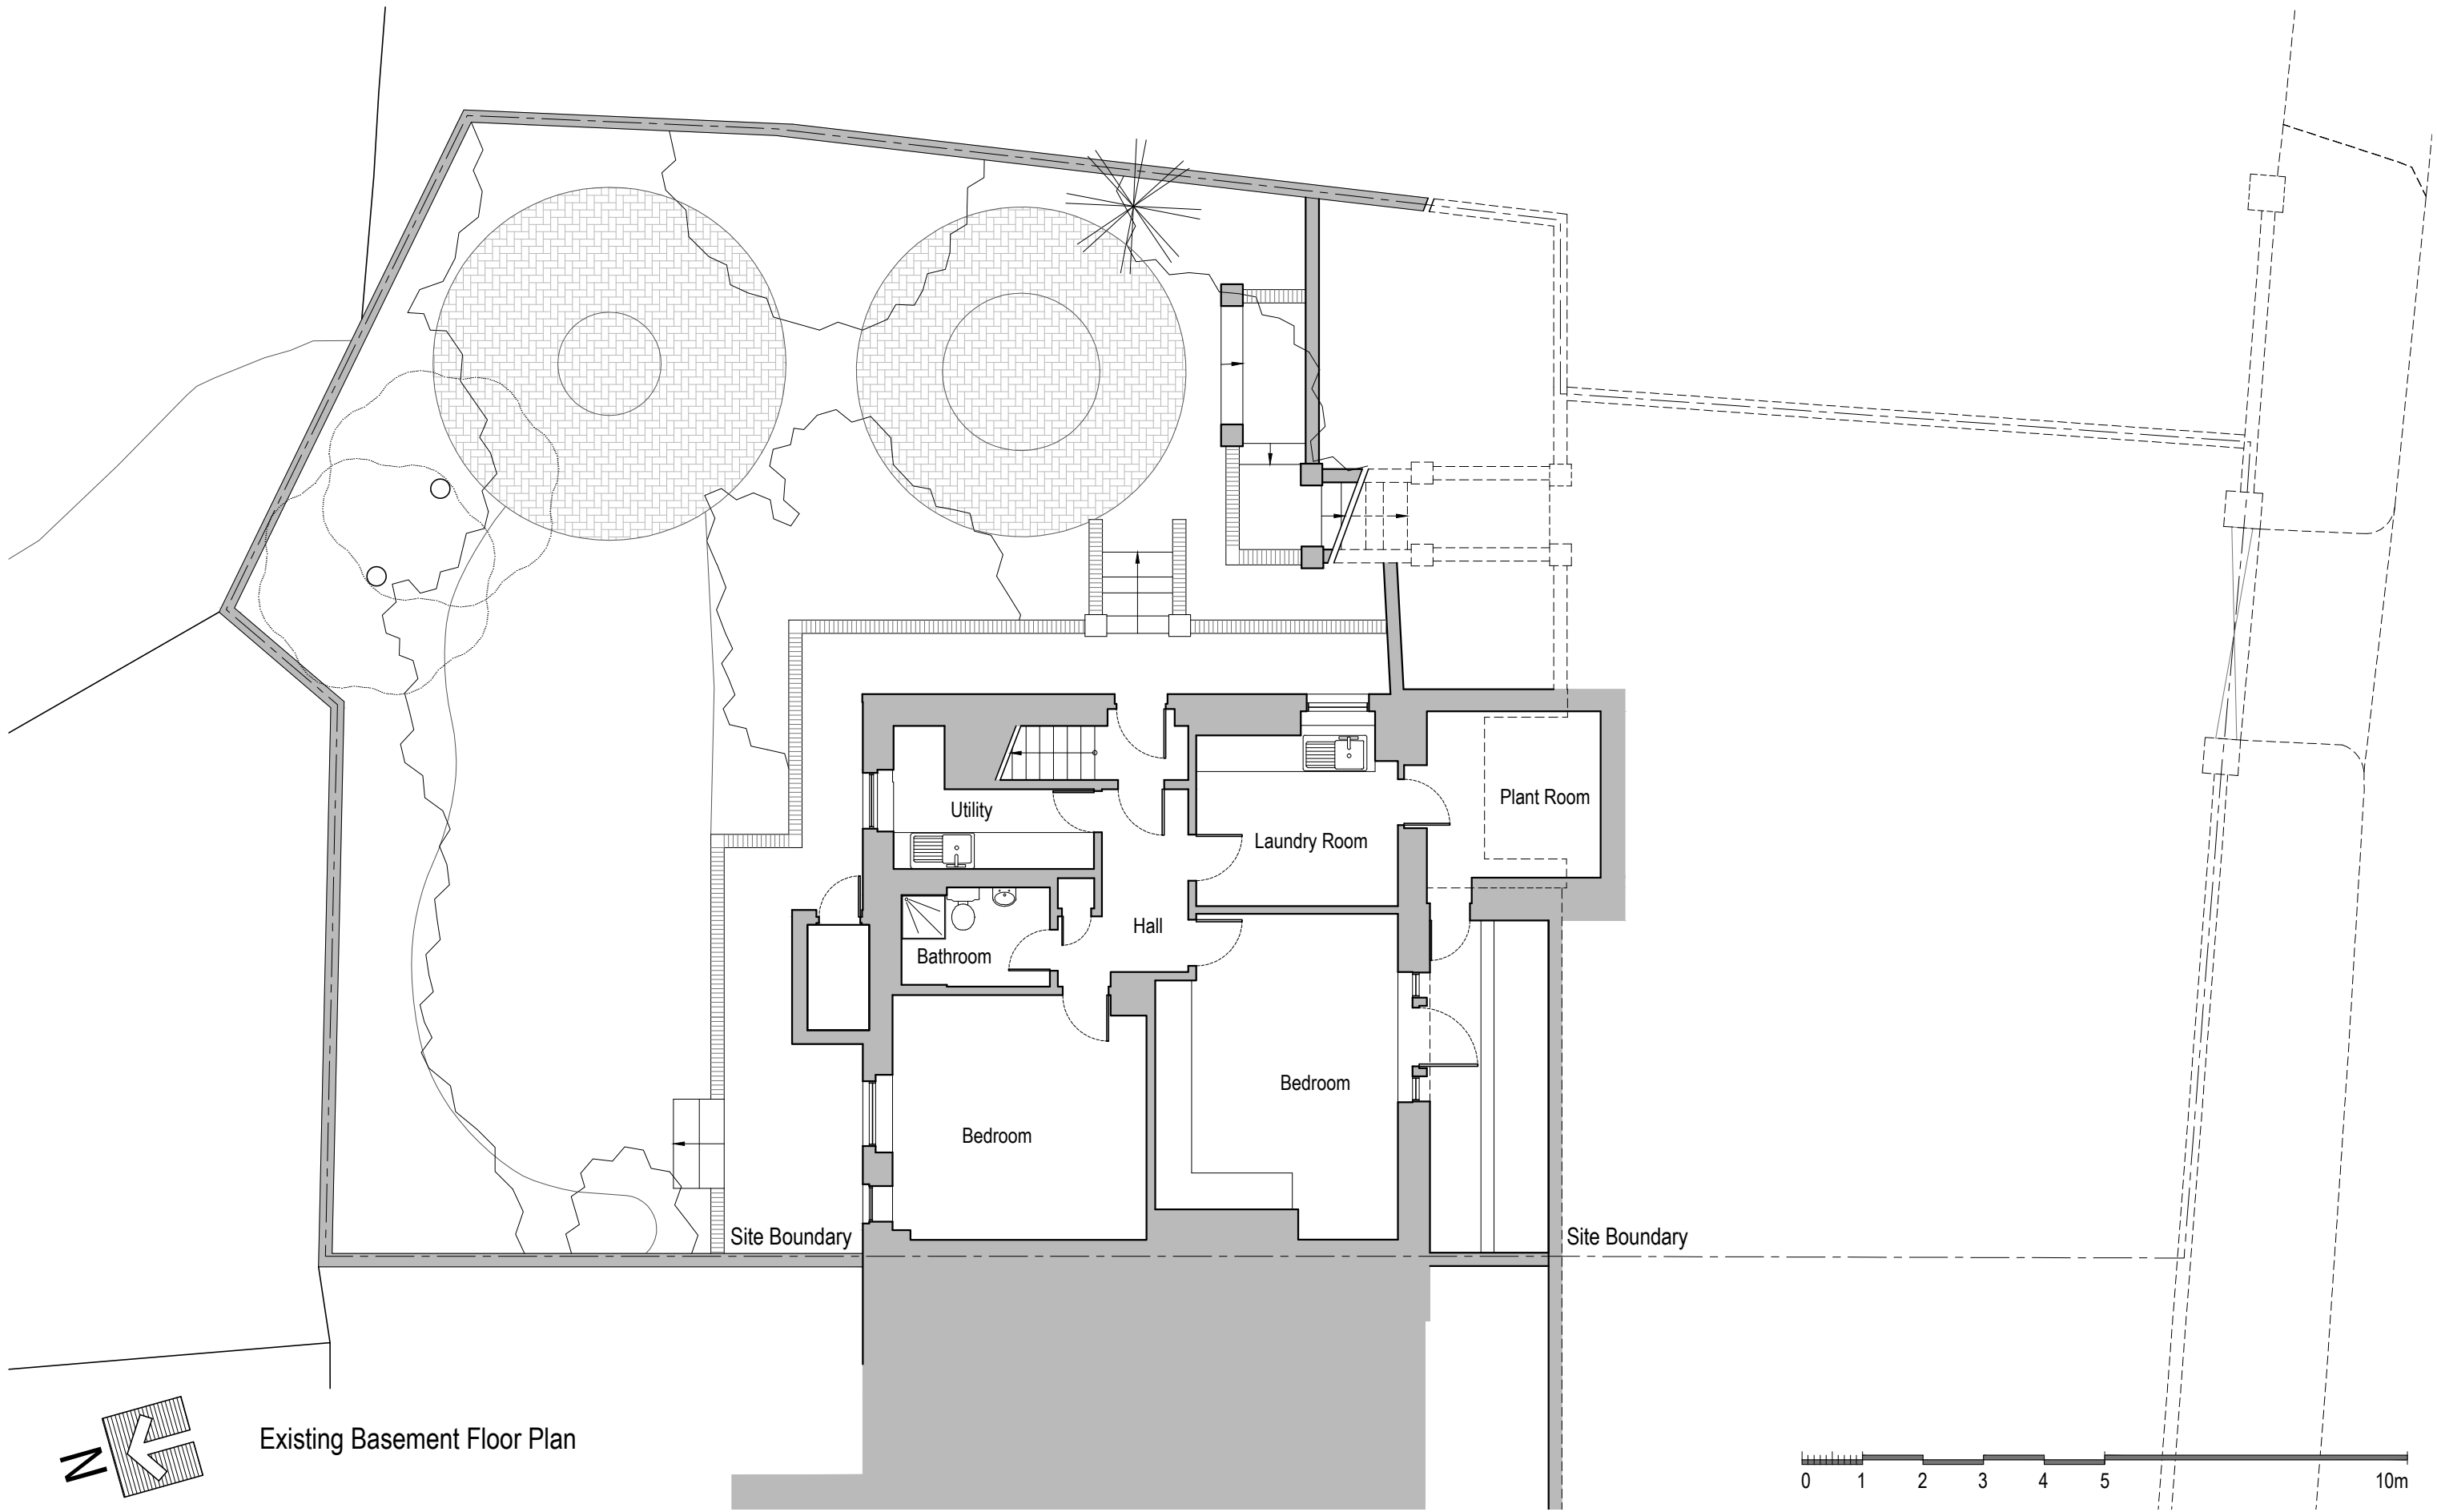 Utility
Plant Room
Laundry Room
Hall
Bathroom
Bedroom
Bedroom
Site Boundary
Site Boundary
N
Existing Basement Floor Plan
0 1 2 3 4 5 10m